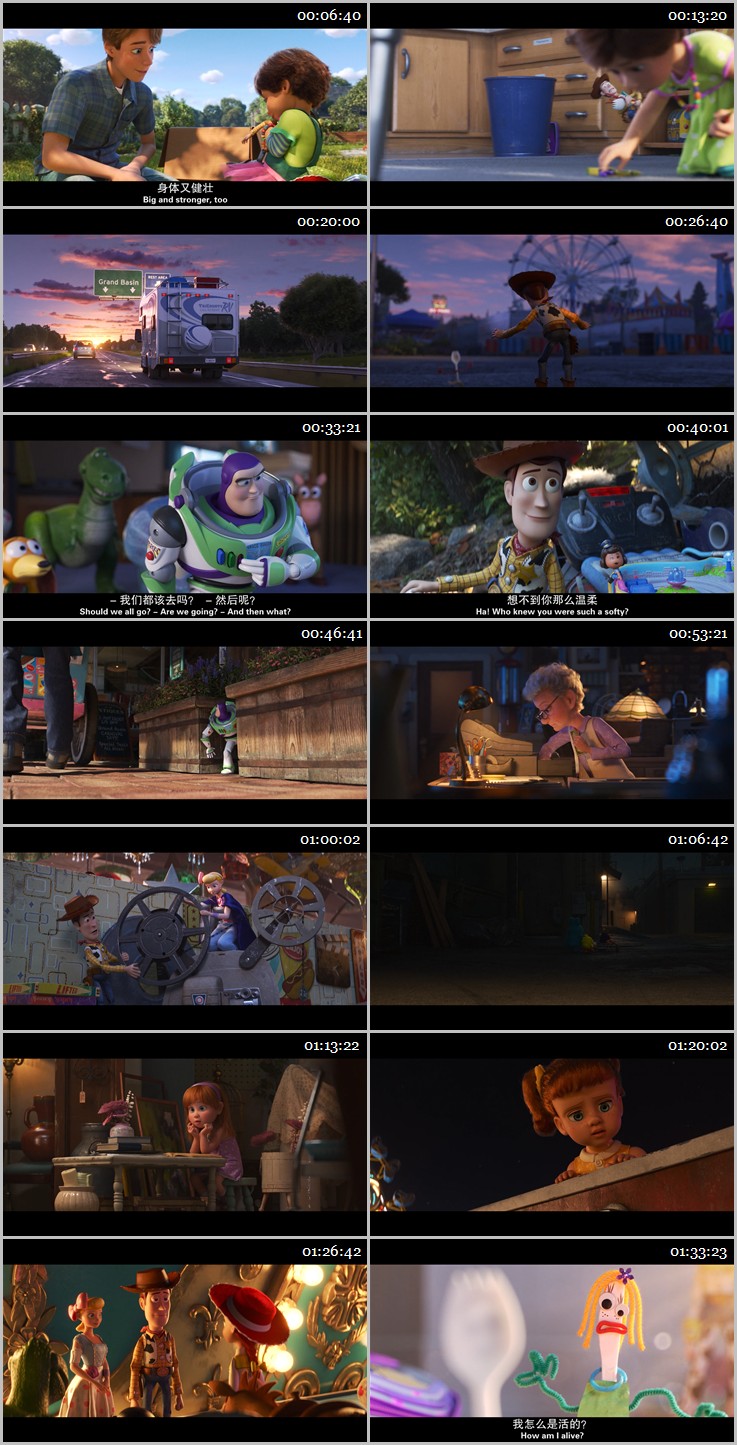 00:06:40
00:13:20
身体又健壮
Big and stronger, too
00:20:00
00:26:40
Grand Basin
REST AREA
00:33:21
00:40:01
– 我们都该去吗? – 然后呢?
Should we all go? – Are we going? – And then what?
想不到你那么温柔
Ha! Who knew you were such a softy?
00:46:41
00:53:21
01:00:02
01:06:42
01:13:22
01:20:02
01:26:42
01:33:23
我怎么是活的?
How am I alive?